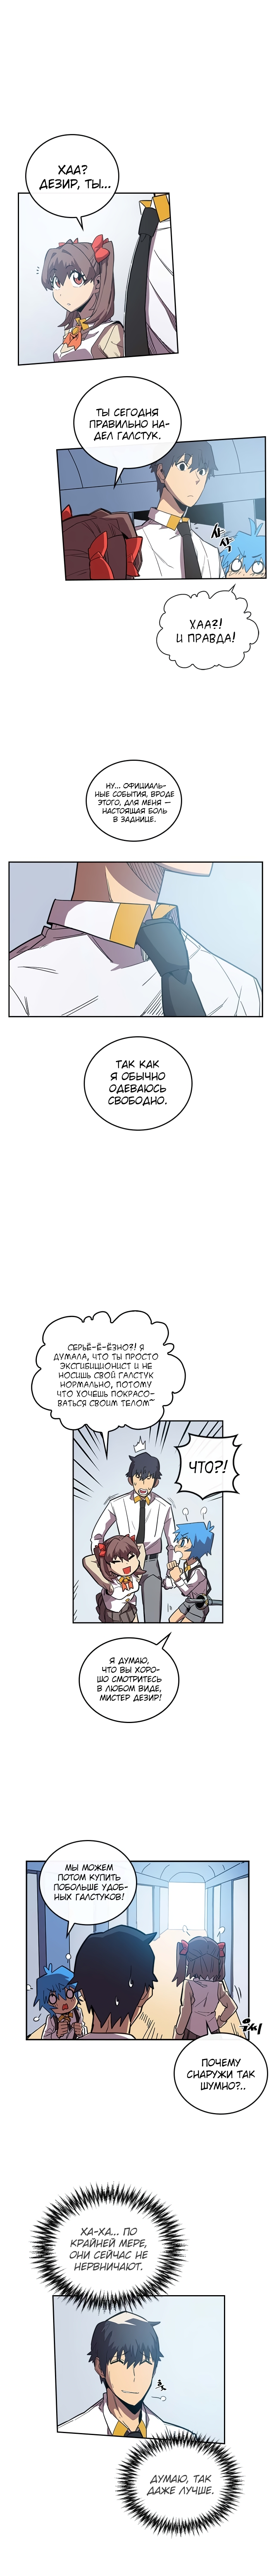 ХАА?
ДЕЗИР, ТЫ...
ТЫ СЕГОДНЯ
ПРАВИЛЬНО НА-
ДЕЛ ГАЛСТУК.
ХАА?!
И ПРАВДА!
НУ... ОФИЦИАЛЬ-
НЫЕ СОБЫТИЯ, ВРОДЕ
ЭТОГО, ДЛЯ МЕНЯ —
НАСТОЯЩАЯ БОЛЬ
В ЗАДНИЦЕ.
ТАК КАК
Я ОБЫЧНО
ОДЕВАЮСЬ
СВОБОДНО.
СЕРЬЁ-Ё-ЁЗНО?! Я
ДУМАЛА, ЧТО ТЫ ПРОСТО
ЭКСГИБИЦИОНИСТ И НЕ
НОСИШЬ СВОЙ ГАЛСТУК
НОРМАЛЬНО, ПОТОМУ
ЧТО ХОЧЕШЬ ПОКРАСО-
ВАТЬСЯ СВОИМ ТЕЛОМ~
ЧТО?!
Я ДУМАЮ,
ЧТО ВЫ ХОРО-
ШО СМОТРИТЕСЬ
В ЛЮБОМ ВИДЕ,
МИСТЕР ДЕЗИР!
МЫ МОЖЕМ
ПОТОМ КУПИТЬ
ПОБОЛЬШЕ УДОБ-
НЫХ ГАЛСТУКОВ!
ПОЧЕМУ
СНАРУЖИ ТАК
ШУМНО?..
ХА-ХА... ПО
КРАЙНЕЙ МЕРЕ,
ОНИ СЕЙЧАС НЕ
НЕРВНИЧАЮТ.
ДУМАЮ, ТАК
ДАЖЕ ЛУЧШЕ.